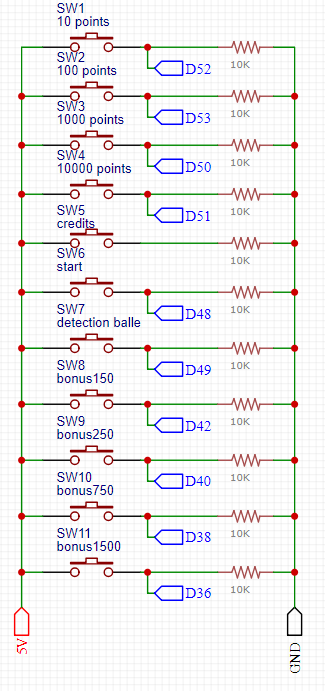 SW1
10 points
SW2
100 points
D52
10K
SW3
1000 points
D53
10K
SW4
10000 points
D50
10K
SW5
credits
D51
10K
SW6
start
10K
SW7
detection balle
D48
10K
SW8
bonus150
D49
10K
SW9
bonus250
D42
10K
SW10
bonus750
D40
10K
SW11
bonus1500
D38
10K
D36
10K
5V
GND